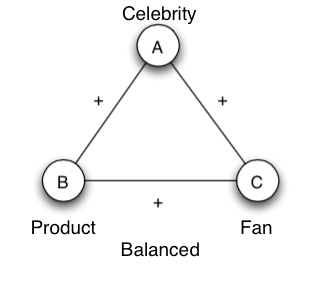 Celebrity
A
+ +
B C
+
Product Fan
Balanced